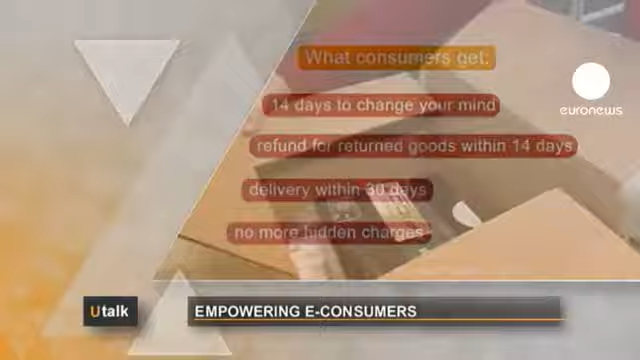 What consumers get:
14 days to change your mind
euronews
refund for returned goods within 14 days
delivery within 30 days
no more hidden charges
Utalk
EMPOWERING E-CONSUMERS